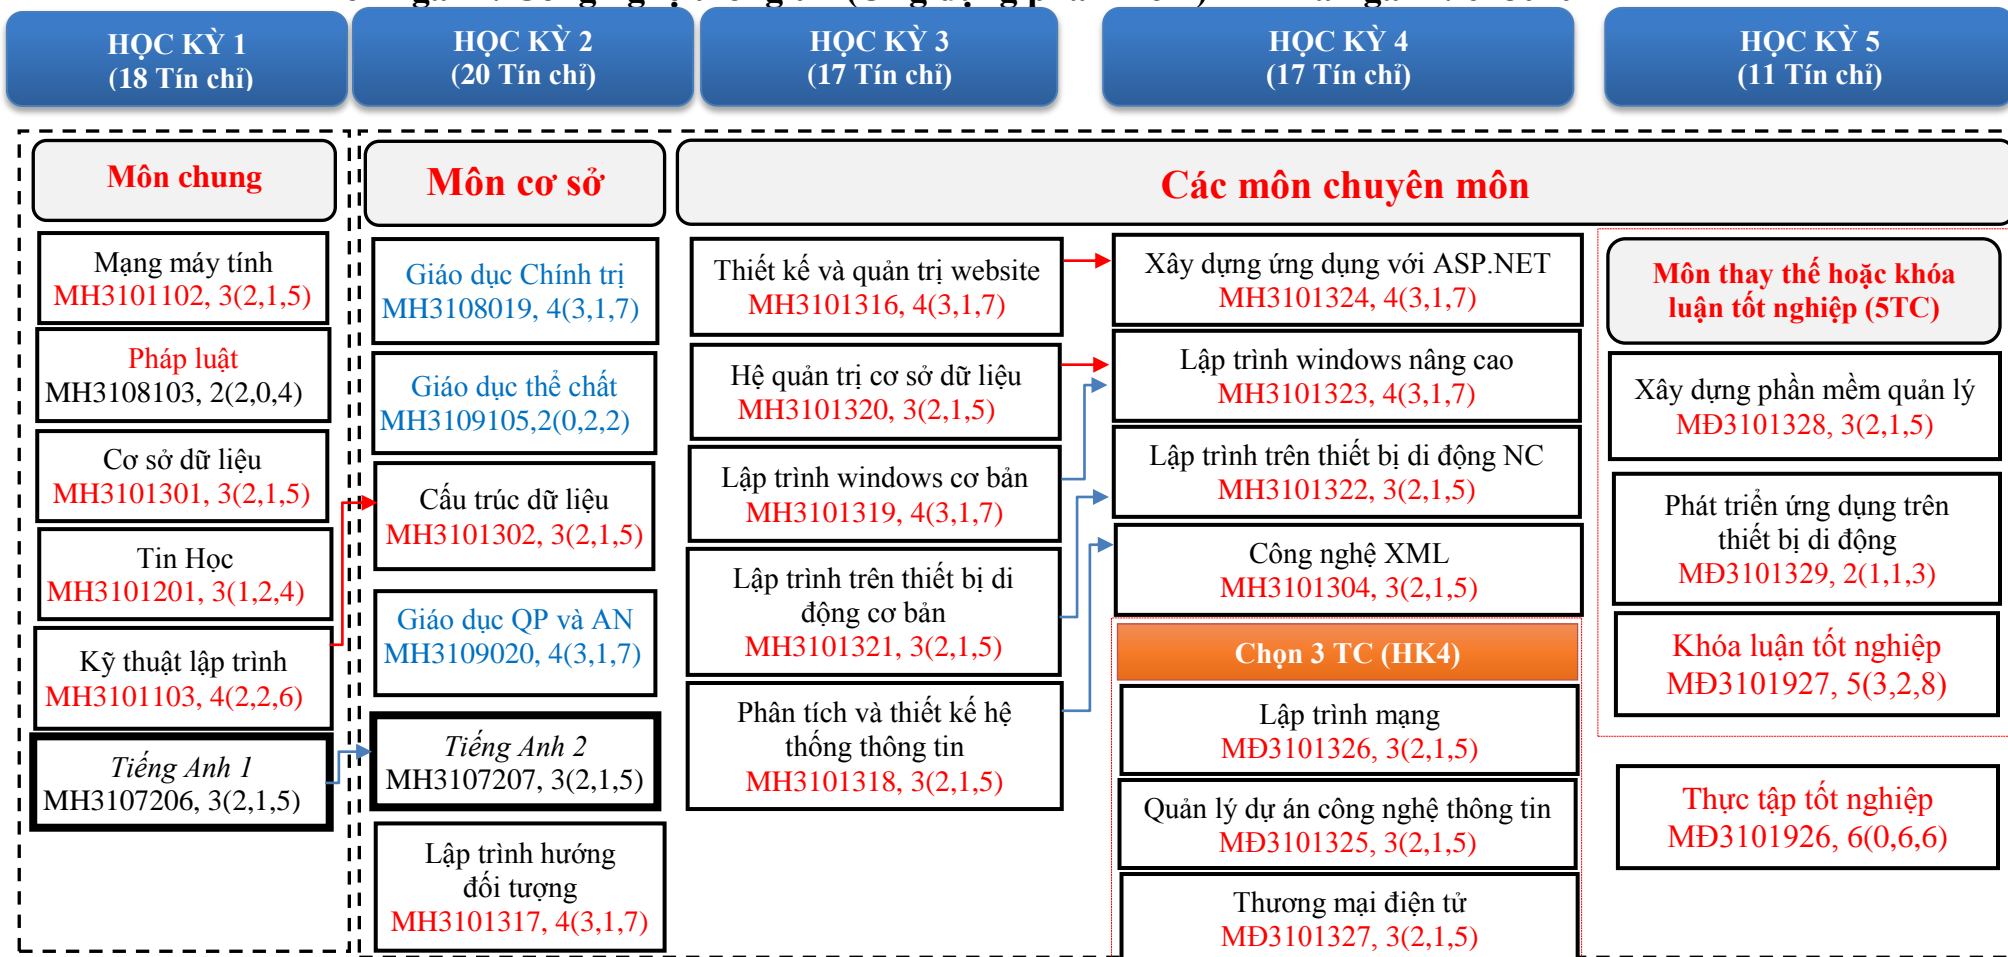 HỌC KỲ 1
(18 Tín chỉ)
HỌC KỲ 2
(20 Tín chỉ)
HỌC KỲ 3
(17 Tín chỉ)
HỌC KỲ 4
(17 Tín chỉ)
HỌC KỲ 5
(11 Tín chỉ)
Môn chung
Mạng máy tính
MH3101102, 3(2,1,5)
Pháp luật
MH3108103, 2(2,0,4)
Cơ sở dữ liệu
MH3101301, 3(2,1,5)
Tin Học
MH3101201, 3(1,2,4)
Kỹ thuật lập trình
MH3101103, 4(2,2,6)
Tiếng Anh 1
MH3107206, 3(2,1,5)
Môn cơ sở
Giáo dục Chính trị
MH3108019, 4(3,1,7)
Giáo dục thể chất
MH3109105,2(0,2,2)
Cấu trúc dữ liệu
MH3101302, 3(2,1,5)
Giáo dục QP và AN
MH3109020, 4(3,1,7)
Tiếng Anh 2
MH3107207, 3(2,1,5)
Lập trình hướng
đối tượng
MH3101317, 4(3,1,7)
Các môn chuyên môn
Thiết kế và quản trị website
MH3101316, 4(3,1,7)
Hệ quản trị cơ sở dữ liệu
MH3101320, 3(2,1,5)
Lập trình windows cơ bản
MH3101319, 4(3,1,7)
Lập trình trên thiết bị di
động cơ bản
MH3101321, 3(2,1,5)
Phân tích và thiết kế hệ
thống thông tin
MH3101318, 3(2,1,5)
Xây dựng ứng dụng với ASP.NET
MH3101324, 4(3,1,7)
Lập trình windows nâng cao
MH3101323, 4(3,1,7)
Lập trình trên thiết bị di động NC
MH3101322, 3(2,1,5)
Công nghệ XML
MH3101304, 3(2,1,5)
Chọn 3 TC (HK4)
Lập trình mạng
MĐ3101326, 3(2,1,5)
Quản lý dự án công nghệ thông tin
MĐ3101325, 3(2,1,5)
Thương mại điện tử
MĐ3101327, 3(2,1,5)
Môn thay thế hoặc khóa
luận tốt nghiệp (5TC)
Xây dựng phần mềm quản lý
MĐ3101328, 3(2,1,5)
Phát triển ứng dụng trên
thiết bị di động
MĐ3101329, 2(1,1,3)
Khóa luận tốt nghiệp
MĐ3101927, 5(3,2,8)
Thực tập tốt nghiệp
MĐ3101926, 6(0,6,6)